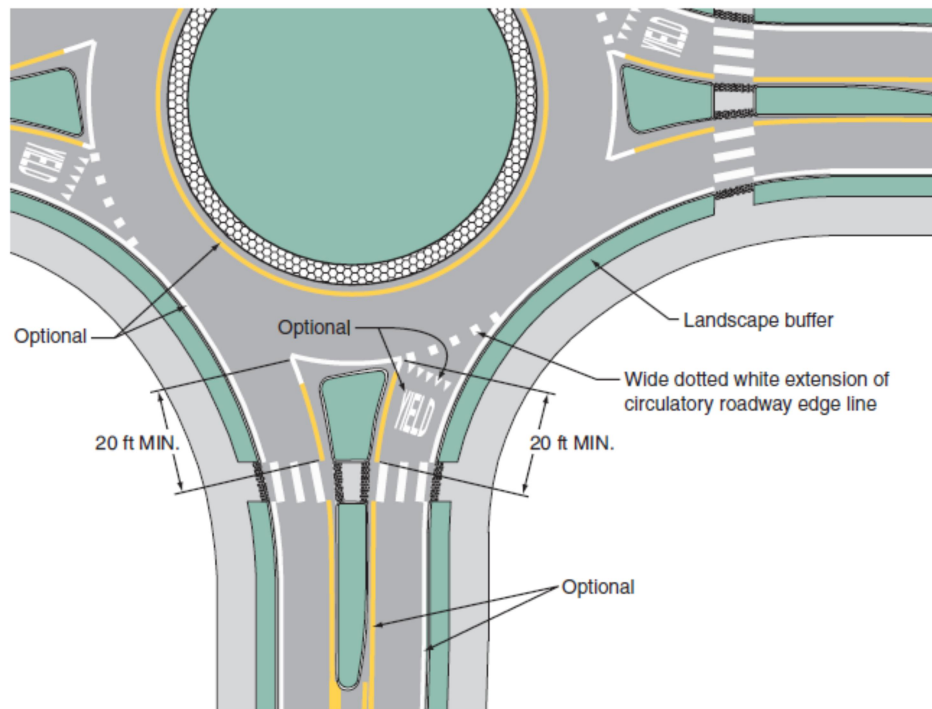 YIELD
YIELD
Optional
Optional
Landscape buffer
Wide dotted white extension of
circulatory roadway edge line
YIELD
20 ft MIN.
20 ft MIN.
Optional